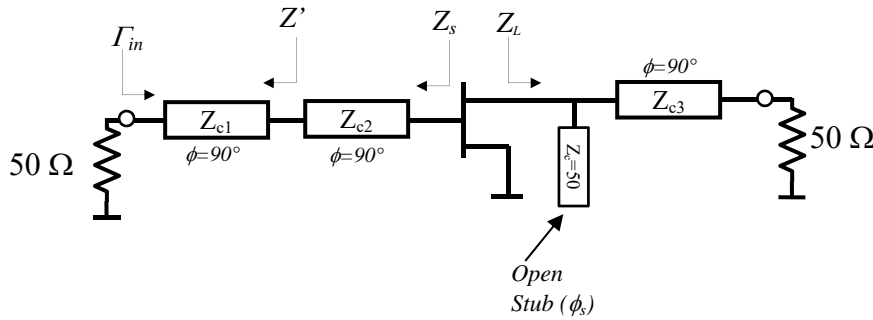 Γin
Z’
Zs
ZL
ϕ=90°
Zc1
Zc2
Zc3
ϕ=90°
ϕ=90°
50 Ω
50 Ω
Zc=50
Open
Stub (ϕs)